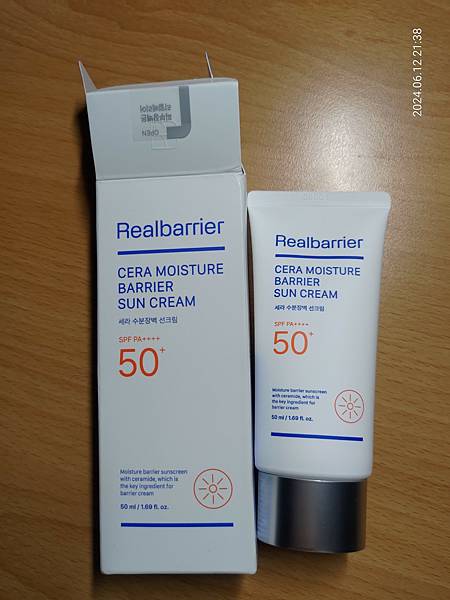 2024.06.12 21:38
OPEN
Realbarrier
CERA MOISTURE
BARRIER
SUN CREAM
세라 수분장벽 선크림
SPF PA++++
50+
Moisture barrier sunscreen
with ceramide, which is
the key ingredient for
barrier cream
50 ml / 1.69 fl. oz.
Realbarrier
CERA MOISTURE
BARRIER
SUN CREAM
세라 수분장벽 선크림
SPF PA++++
50+
Moisture barrier sunscreen
with ceramide, which is
the key ingredient for
barrier cream
50 ml / 1.69 fl. oz.